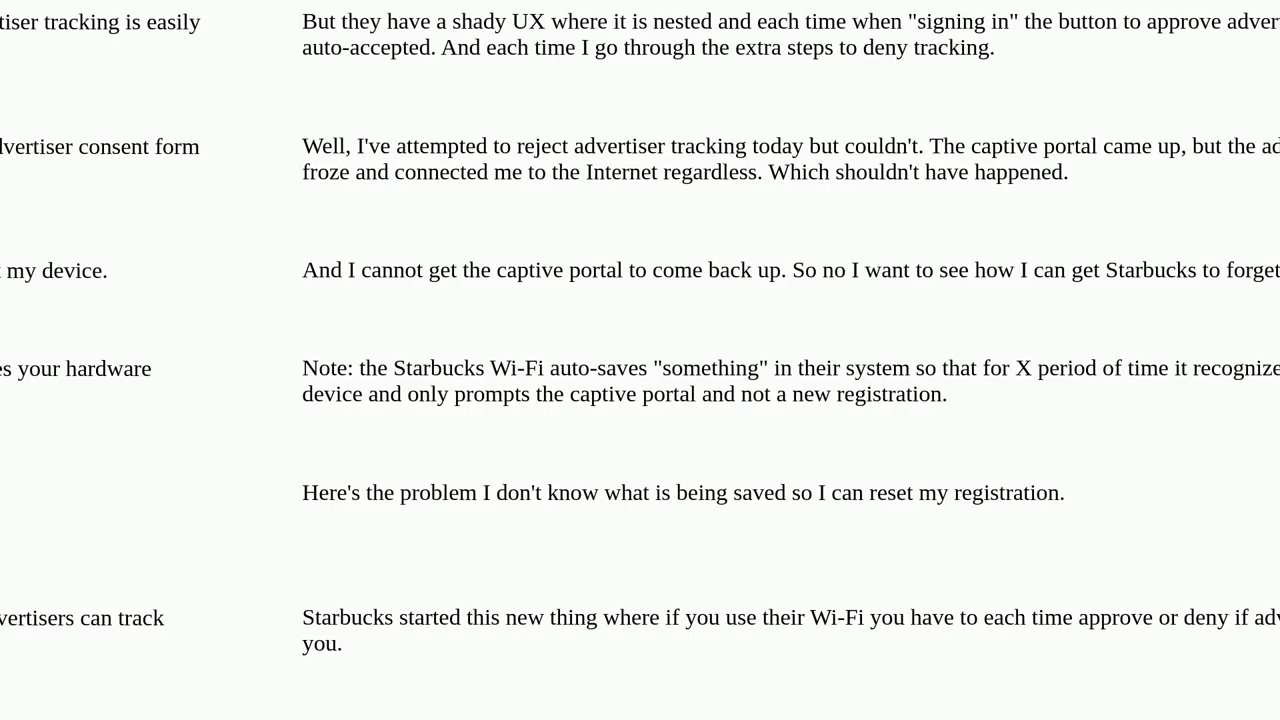 tiser tracking is easily
But they have a shady UX where it is nested and each time when "signing in" the button to approve adver
auto-accepted. And each time I go through the extra steps to deny tracking.
lvertiser consent form
Well, I've attempted to reject advertiser tracking today but couldn't. The captive portal came up, but the ad
froze and connected me to the Internet regardless. Which shouldn't have happened.
my device.
And I cannot get the captive portal to come back up. So no I want to see how I can get Starbucks to forget
es your hardware
Note: the Starbucks Wi-Fi auto-saves "something" in their system so that for X period of time it recognize
device and only prompts the captive portal and not a new registration.
Here's the problem I don't know what is being saved so I can reset my registration.
vertisers can track
Starbucks started this new thing where if you use their Wi-Fi you have to each time approve or deny if adv
you.